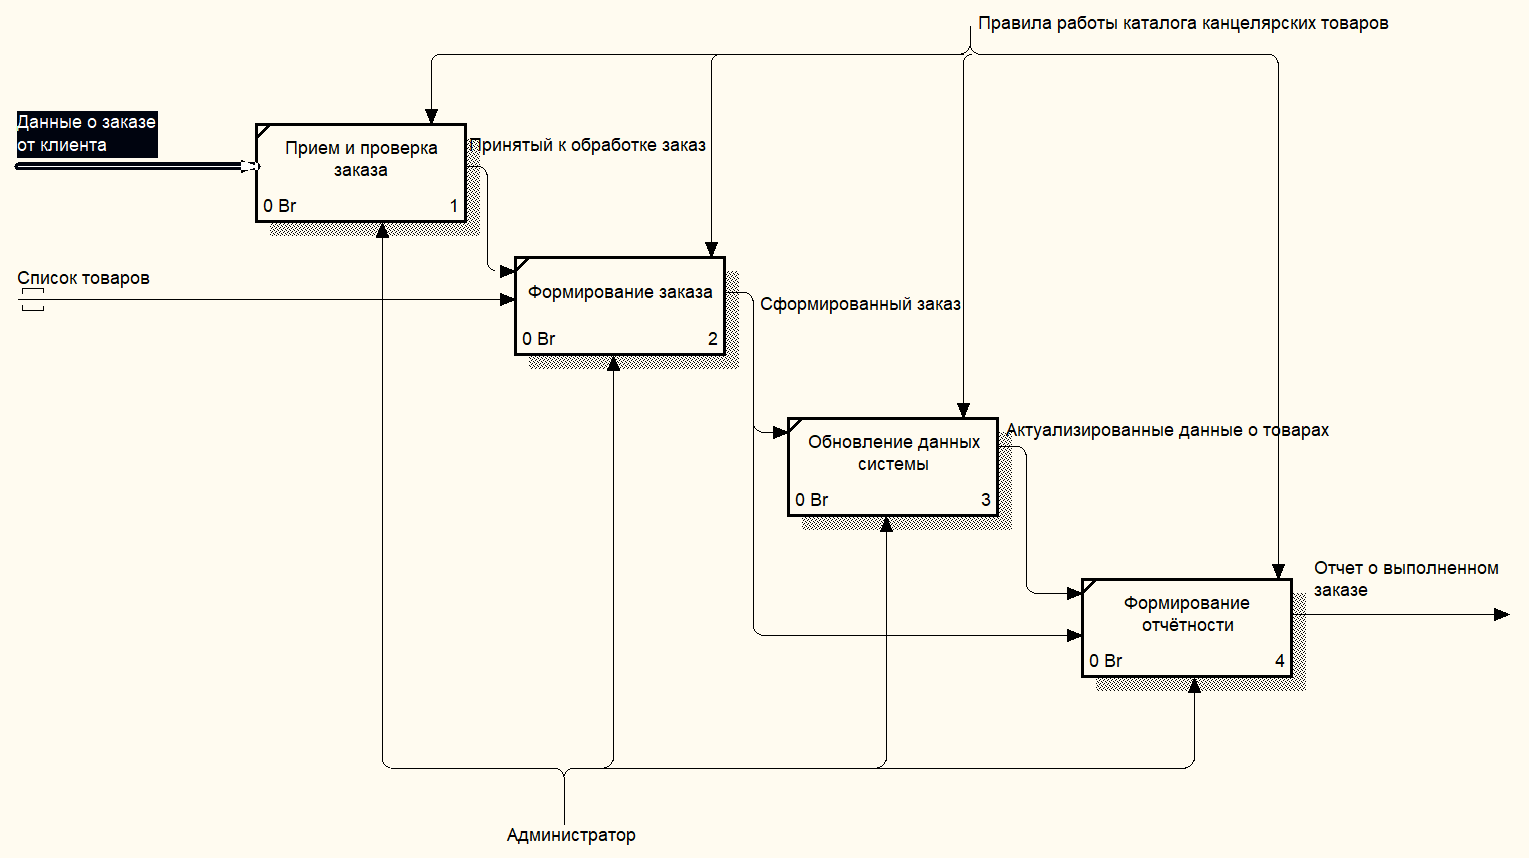 Правила работы каталога канцелярских товаров
Данные о заказе
от клиента
Прием и проверка
заказа
0 Br
1
Принятый к обработке заказ
Список товаров
Формирование заказа
0 Br
2
Сформированный заказ
Обновление данных
системы
0 Br
3
Актуализированные данные о товарах
Формирование
отчётности
0 Br
4
Отчет о выполненном
заказе
Администратор